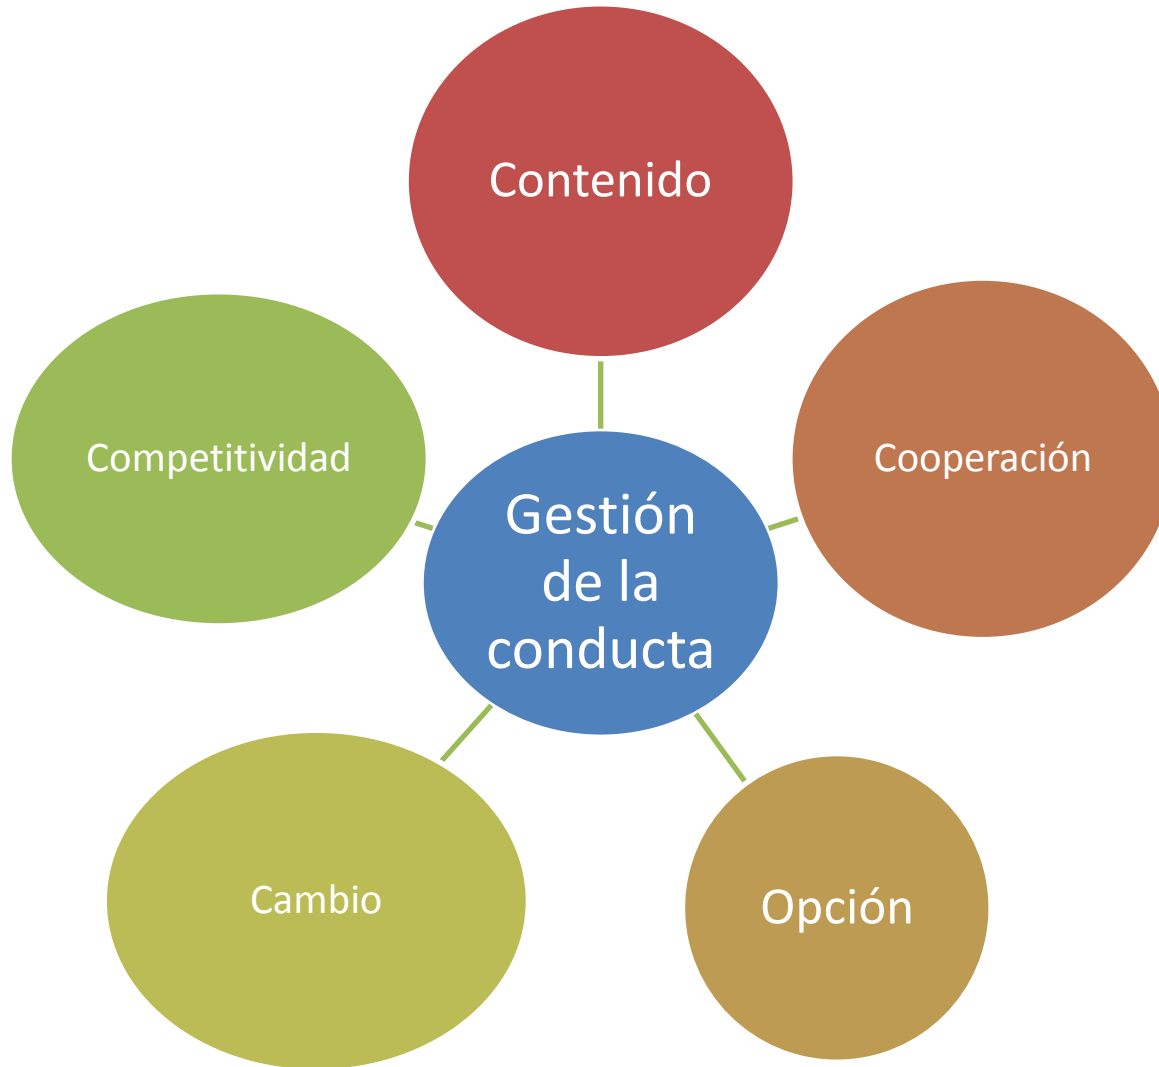 Contenido
Competitividad
Cooperación
Gestión
de la
conducta
Cambio
Opción